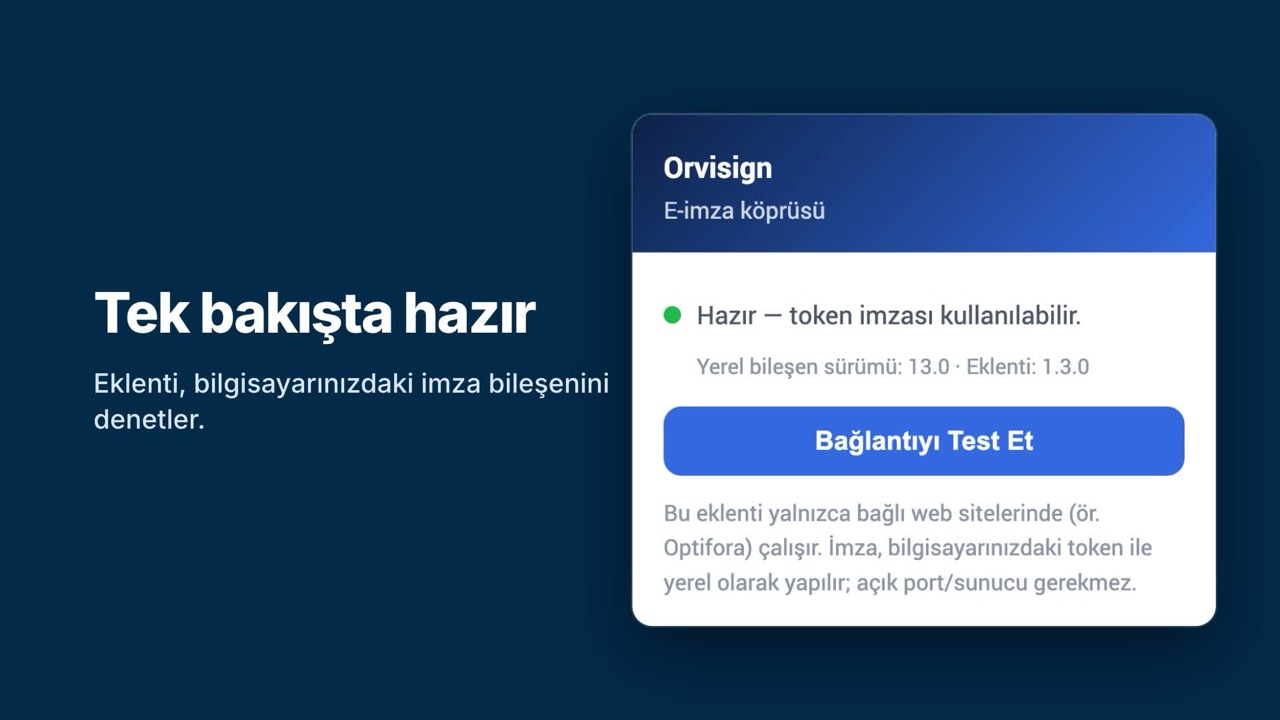 Tek bakışta hazır
Eklenti, bilgisayarınızdaki imza bileşenini
denetler.
Orvisign
E-imza köprüsü
Hazır — token imzası kullanılabilir.
Yerel bileşen sürümü: 13.0 · Eklenti: 1.3.0
Bağlantıyı Test Et
Bu eklenti yalnızca bağlı web sitelerinde (ör.
Optifora) çalışır. İmza, bilgisayarınızdaki token ile
yerel olarak yapılır; açık port/sunucu gerekmez.